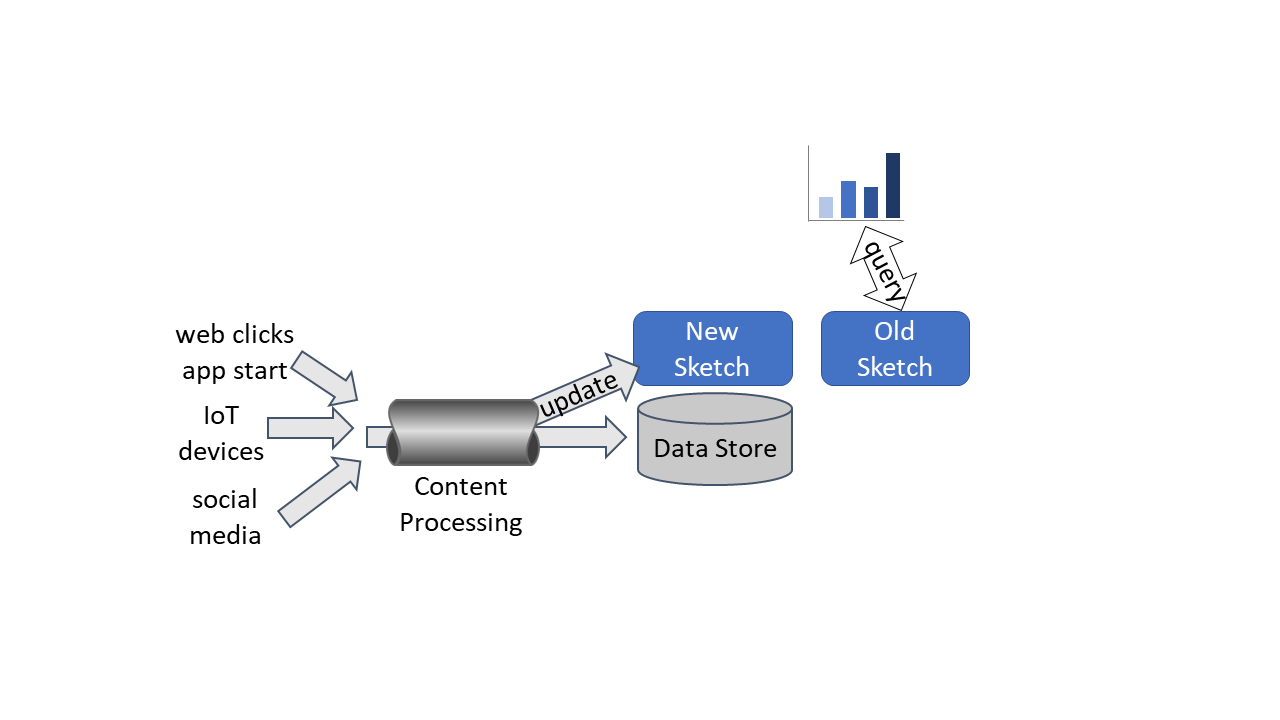 query
New
Sketch
Old
Sketch
web clicks
app start
IoT
devices
social
media
update
Content
Processing
Data Store